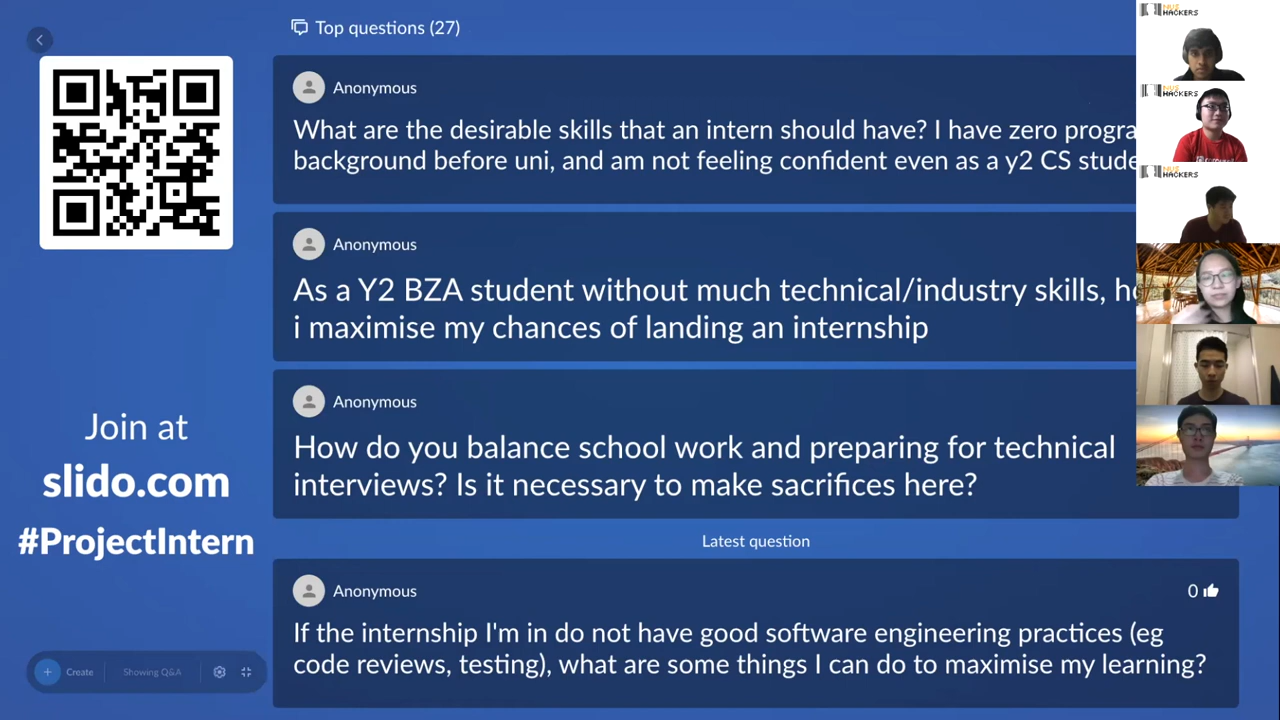 Top questions (27)
Anonymous
What are the desirable skills that an intern should have? I have zero progra
background before uni, and am not feeling confident even as a y2 CS stude
Anonymous
As a Y2 BZA student without much technical/industry skills, h
i maximise my chances of landing an internship
Anonymous
How do you balance school work and preparing for technical
interviews? Is it necessary to make sacrifices here?
Latest question
Anonymous
0
If the internship I'm in do not have good software engineering practices (eg
code reviews, testing), what are some things I can do to maximise my learning?
Join at
slido.com
#ProjectIntern
+ Create
Showing Q&A
NUS
HACKERS
HACKERS
HACKERS